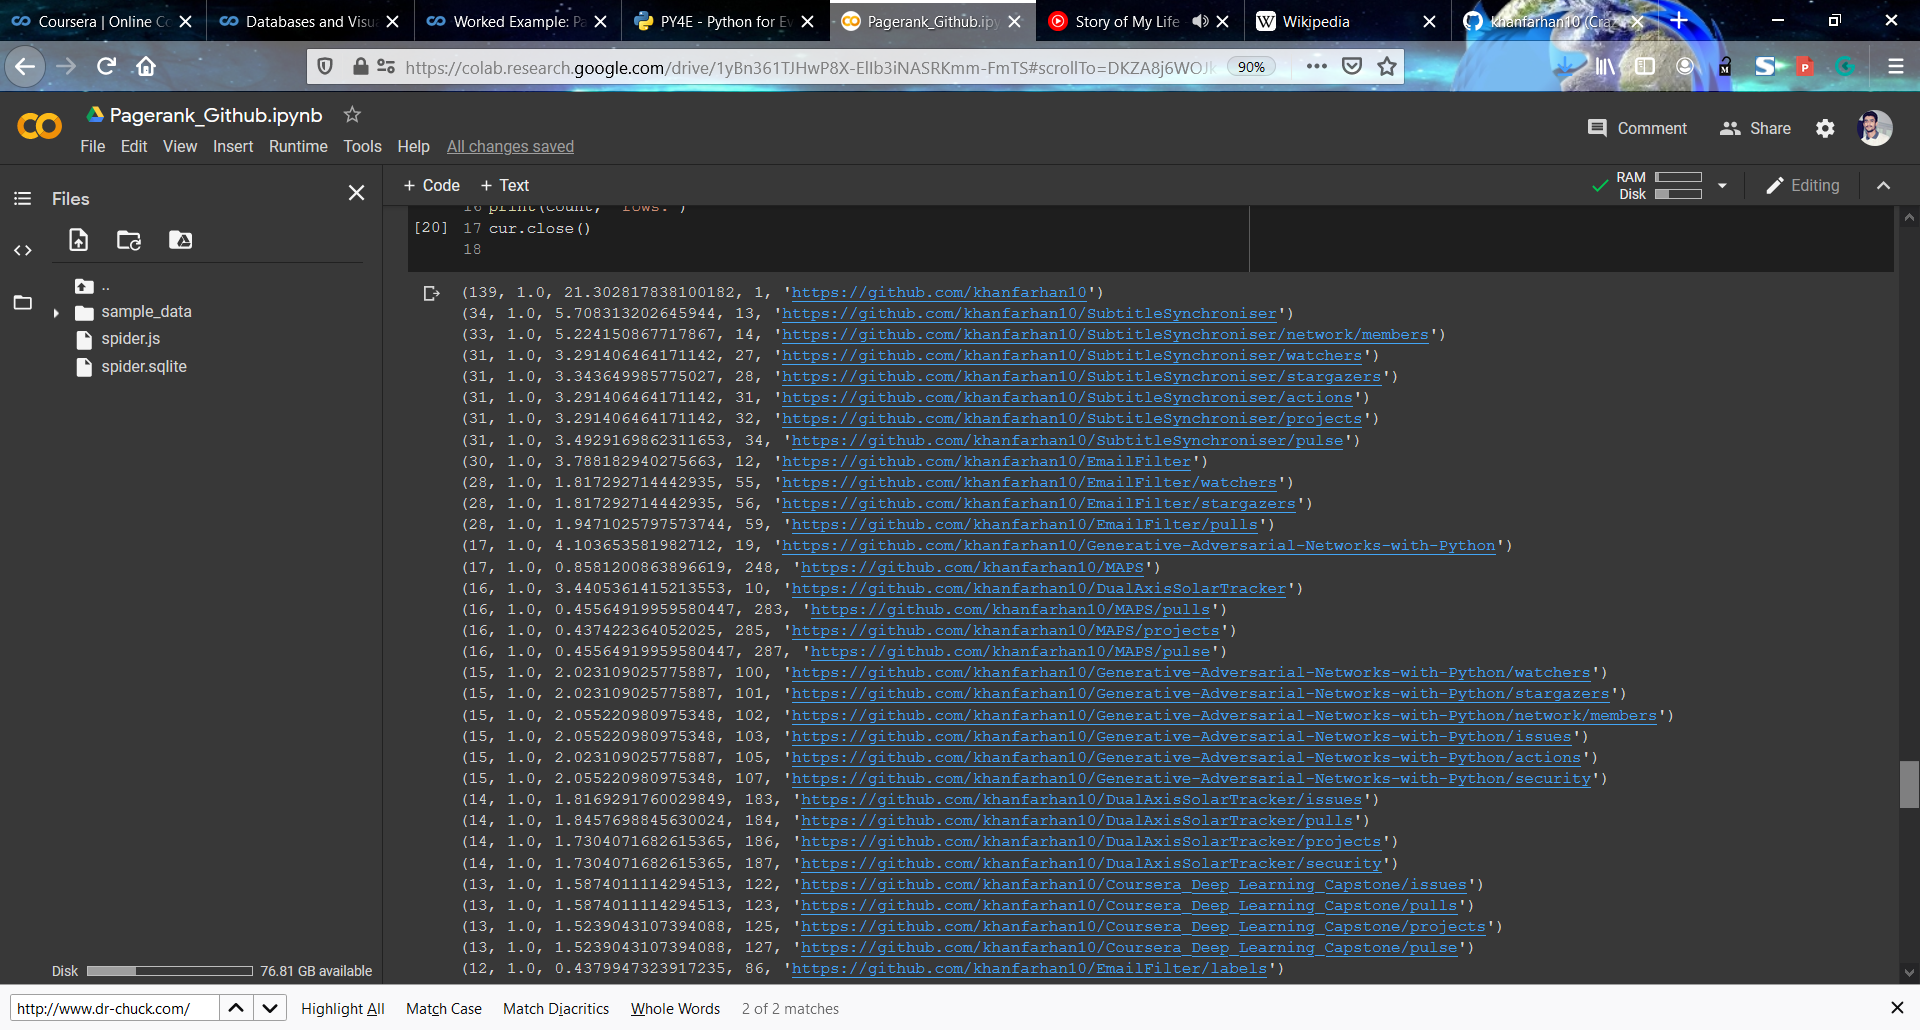 Coursera | Online Co
Databases and Visua
Worked Example: Pa
PY4E - Python for Ev
Pagerank_Github.ipy
Story of My Life
Wikipedia
khanfarhan10 (Craz
https://colab.research.google.com/drive/1yBn361TJHwP8X-ElIb3iNASRKmm-FmTS#scrollTo=DKZA8j6WOJk
90%
Pagerank_Github.ipynb
File Edit View Insert Runtime Tools Help All changes saved
Comment Share
Files
+ Code + Text
RAM
Disk
Editing
..
sample_data
spider.js
spider.sqlite
16 print(count, 'rows.')
[20] 17 cur.close()
18
(139, 1.0, 21.302817838100182, 1, 'https://github.com/khanfarhan10')
(34, 1.0, 5.708313202645944, 13, 'https://github.com/khanfarhan10/SubtitleSynchroniser')
(33, 1.0, 5.224150867717867, 14, 'https://github.com/khanfarhan10/SubtitleSynchroniser/network/members')
(31, 1.0, 3.291406464171142, 27, 'https://github.com/khanfarhan10/SubtitleSynchroniser/watchers')
(31, 1.0, 3.343649985775027, 28, 'https://github.com/khanfarhan10/SubtitleSynchroniser/stargazers')
(31, 1.0, 3.291406464171142, 31, 'https://github.com/khanfarhan10/SubtitleSynchroniser/actions')
(31, 1.0, 3.291406464171142, 32, 'https://github.com/khanfarhan10/SubtitleSynchroniser/projects')
(31, 1.0, 3.4929169862311653, 34, 'https://github.com/khanfarhan10/SubtitleSynchroniser/pulse')
(30, 1.0, 3.788182940275663, 12, 'https://github.com/khanfarhan10/EmailFilter')
(28, 1.0, 1.817292714442935, 55, 'https://github.com/khanfarhan10/EmailFilter/watchers')
(28, 1.0, 1.817292714442935, 56, 'https://github.com/khanfarhan10/EmailFilter/stargazers')
(28, 1.0, 1.9471025797573744, 59, 'https://github.com/khanfarhan10/EmailFilter/pulls')
(17, 1.0, 4.103653581982712, 19, 'https://github.com/khanfarhan10/Generative-Adversarial-Networks-with-Python')
(17, 1.0, 0.8581200863896619, 248, 'https://github.com/khanfarhan10/MAPS')
(16, 1.0, 3.4405361415213553, 10, 'https://github.com/khanfarhan10/DualAxisSolarTracker')
(16, 1.0, 0.45564919959580447, 283, 'https://github.com/khanfarhan10/MAPS/pulls')
(16, 1.0, 0.437422364052025, 285, 'https://github.com/khanfarhan10/MAPS/projects')
(16, 1.0, 0.45564919959580447, 287, 'https://github.com/khanfarhan10/MAPS/pulse')
(15, 1.0, 2.023109025775887, 100, 'https://github.com/khanfarhan10/Generative-Adversarial-Networks-with-Python/watchers')
(15, 1.0, 2.023109025775887, 101, 'https://github.com/khanfarhan10/Generative-Adversarial-Networks-with-Python/stargazers')
(15, 1.0, 2.055220980975348, 102, 'https://github.com/khanfarhan10/Generative-Adversarial-Networks-with-Python/network/members')
(15, 1.0, 2.055220980975348, 103, 'https://github.com/khanfarhan10/Generative-Adversarial-Networks-with-Python/issues')
(15, 1.0, 2.023109025775887, 105, 'https://github.com/khanfarhan10/Generative-Adversarial-Networks-with-Python/actions')
(15, 1.0, 2.055220980975348, 107, 'https://github.com/khanfarhan10/Generative-Adversarial-Networks-with-Python/security')
(14, 1.0, 1.8169291760029849, 183, 'https://github.com/khanfarhan10/DualAxisSolarTracker/issues')
(14, 1.0, 1.8457698845630024, 184, 'https://github.com/khanfarhan10/DualAxisSolarTracker/pulls')
(14, 1.0, 1.7304071682615365, 186, 'https://github.com/khanfarhan10/DualAxisSolarTracker/projects')
(14, 1.0, 1.7304071682615365, 187, 'https://github.com/khanfarhan10/DualAxisSolarTracker/security')
(13, 1.0, 1.5874011114294513, 122, 'https://github.com/khanfarhan10/Coursera_Deep_Learning_Capstone/issues')
(13, 1.0, 1.5874011114294513, 123, 'https://github.com/khanfarhan10/Coursera_Deep_Learning_Capstone/pulls')
(13, 1.0, 1.5239043107394088, 125, 'https://github.com/khanfarhan10/Coursera_Deep_Learning_Capstone/projects')
(13, 1.0, 1.5239043107394088, 127, 'https://github.com/khanfarhan10/Coursera_Deep_Learning_Capstone/pulse')
(12, 1.0, 0.4379947323917235, 86, 'https://github.com/khanfarhan10/EmailFilter/labels')
Disk 76.81 GB available
http://www.dr-chuck.com/ Highlight All Match Case Match Diacritics Whole Words 2 of 2 matches